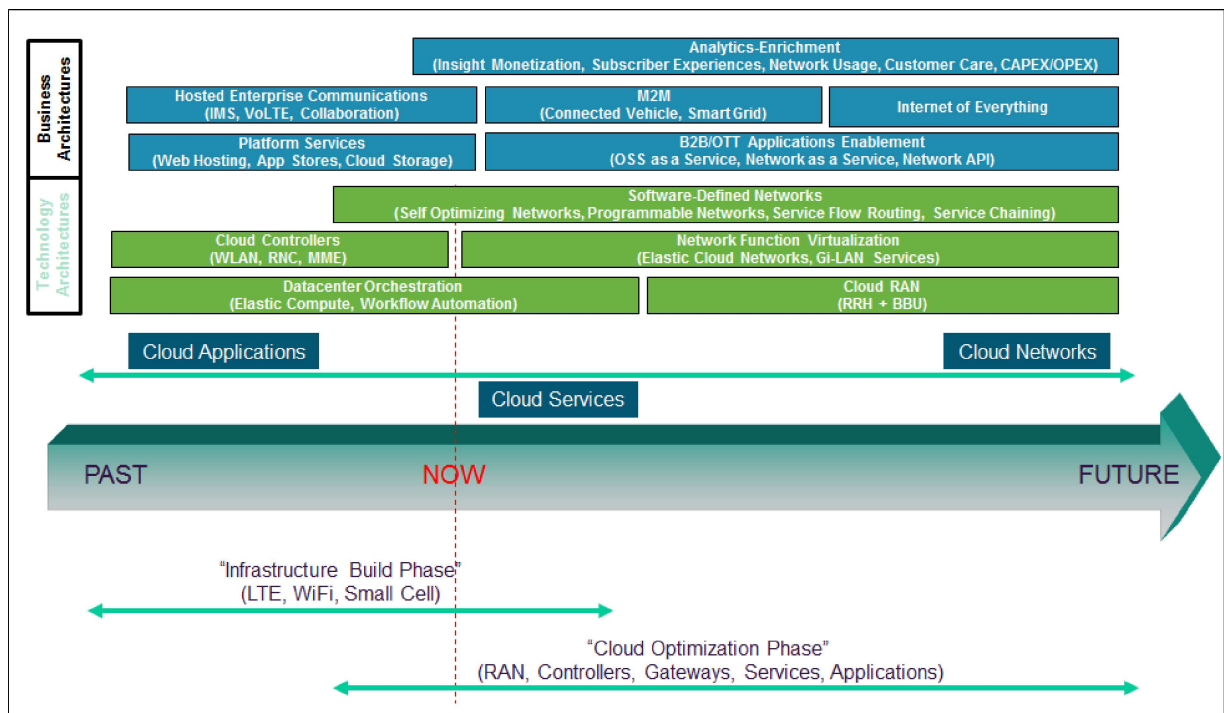 Business
Architectures
Analytics-Enrichment
(Insight Monetization, Subscriber Experiences, Network Usage, Customer Care, CAPEX/OPEX)
Hosted Enterprise Communications
(IMS, VoLTE, Collaboration)
M2M
(Connected Vehicle, Smart Grid)
Internet of Everything
Platform Services
(Web Hosting, App Stores, Cloud Storage)
B2B/OTT Applications Enablement
(OSS as a Service, Network as a Service, Network API)
Technology
Architectures
Software-Defined Networks
(Self Optimizing Networks, Programmable Networks, Service Flow Routing, Service Chaining)
Cloud Controllers
(WLAN, RNC, MME)
Network Function Virtualization
(Elastic Cloud Networks, Gi-LAN Services)
Datacenter Orchestration
(Elastic Compute, Workflow Automation)
Cloud RAN
(RRH + BBU)
Cloud Applications
Cloud Networks
Cloud Services
PAST
NOW
FUTURE
“Infrastructure Build Phase”
(LTE, WiFi, Small Cell)
“Cloud Optimization Phase”
(RAN, Controllers, Gateways, Services, Applications)